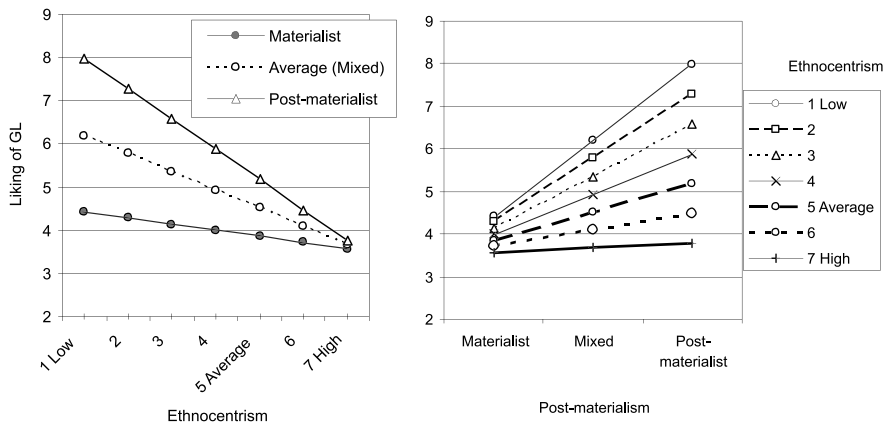 9
8
7
6
5
4
3
2
Liking of GL
Materialist
Average (Mixed)
Post-materialist
1 Low
2
3
4
5 Average
6
7 High
Ethnocentrism
9
8
7
6
5
4
3
2
Materialist
Mixed
Post-
materialist
Post-materialism
Ethnocentrism
1 Low
2
3
4
5 Average
6
7 High